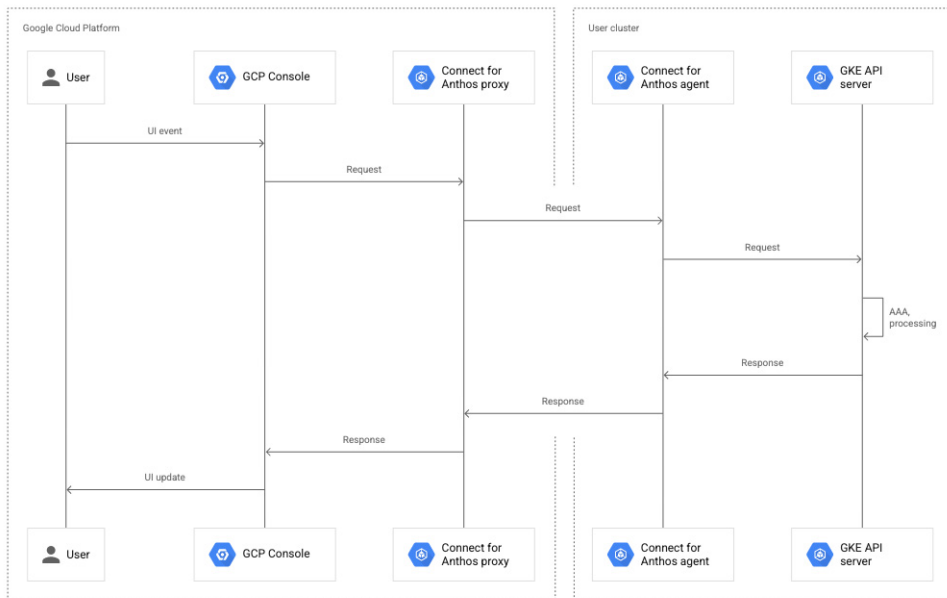 Google Cloud Platform
User cluster
User
GCP Console
Connect for
Anthos proxy
Connect for
Anthos agent
GKE API
server
UI event
Request
Request
Request
AAA,
processing
Response
Response
Response
UI update
User
GCP Console
Connect for
Anthos proxy
Connect for
Anthos agent
GKE API
server